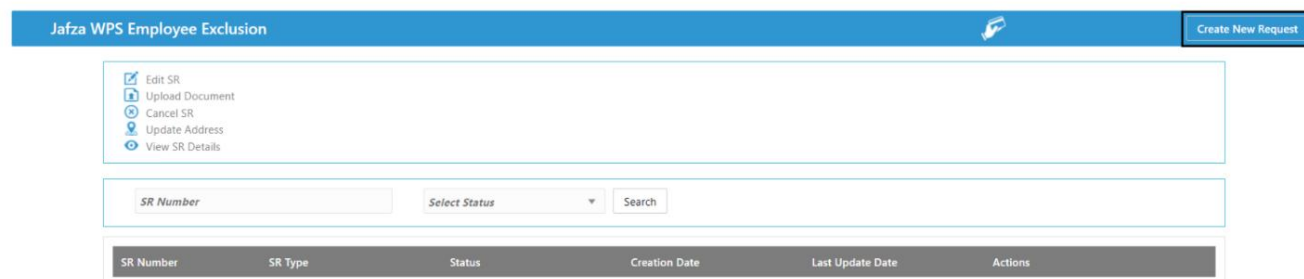 Jafza WPS Employee Exclusion
Create New Request
Edit SR
Upload Document
Cancel SR
Update Address
View SR Details
SR Number
Select Status
Search
SR Number SR Type Status Creation Date Last Update Date Actions